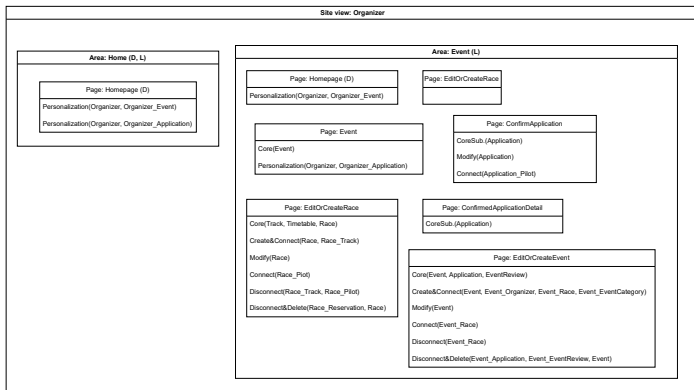 Site view: Organizer
Area: Home (D, L)
Page: Homepage (D)
Personalization(Organizer, Organizer_Event)
Personalization(Organizer, Organizer_Application)
Area: Event (L)
Page: Homepage (D)
Personalization(Organizer, Organizer_Event)
Page: EditOrCreateRace
Page: Event
Core(Event)
Personalization(Organizer, Organizer_Application)
Page: ConfirmApplication
CoreSub.(Application)
Modify(Application)
Connect(Application_Pilot)
Page: EditOrCreateRace
Core(Track, Timetable, Race)
Create&Connect(Race, Race_Track)
Modify(Race)
Connect(Race_Piot)
Disconnect(Race_Track, Race_Pilot)
Disconnect&Delete(Race_Reservation, Race)
Page: ConfirmedApplicationDetail
CoreSub.(Application)
Page: EditOrCreateEvent
Core(Event, Application, EventReview)
Create&Connect(Event, Event_Organizer, Event_Race, Event_EventCategory)
Modify(Event)
Connect(Event_Race)
Disconnect(Event_Race)
Disconnect&Delete(Event_Application, Event_EventReview, Event)